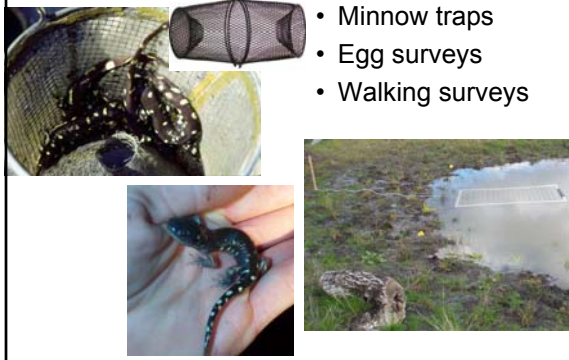 • Minnow traps
• Egg surveys
• Walking surveys